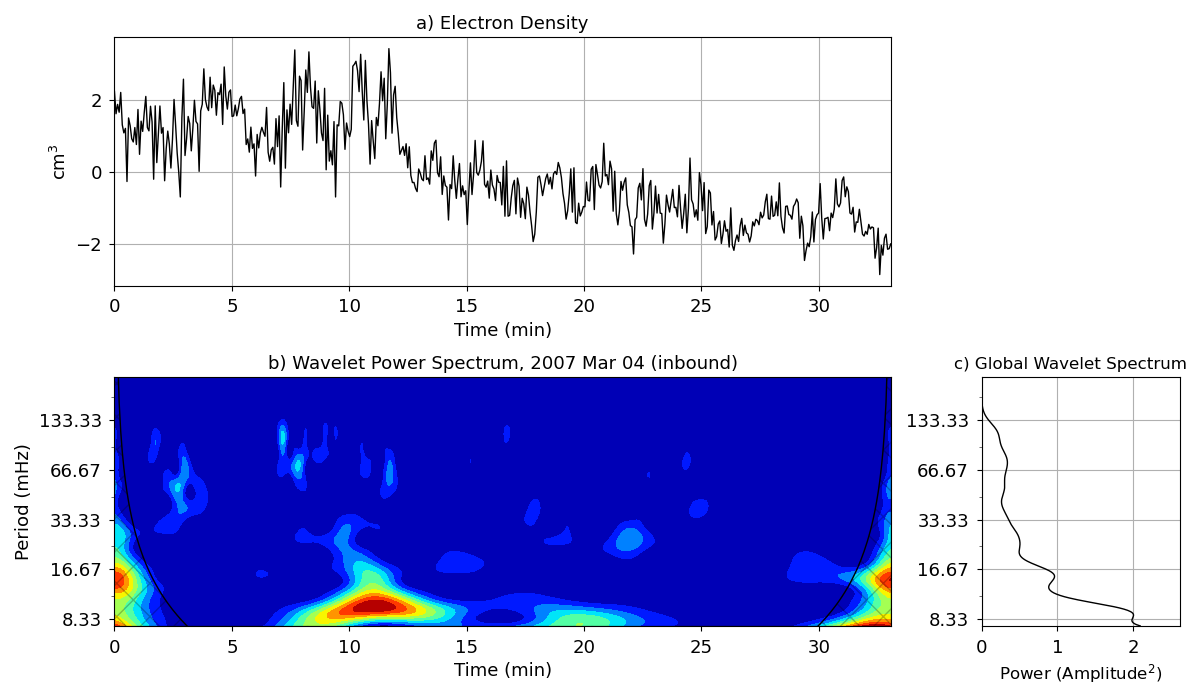 a) Electron Density
cm³
2
0
−2
0 5 10 15 20 25 30
Time (min)
b) Wavelet Power Spectrum, 2007 Mar 04 (inbound)
Period (mHz)
133.33
66.67
33.33
16.67
8.33
0 5 10 15 20 25 30
Time (min)
c) Global Wavelet Spectrum
133.33
66.67
33.33
16.67
8.33
0 1 2
Power (Amplitude²)